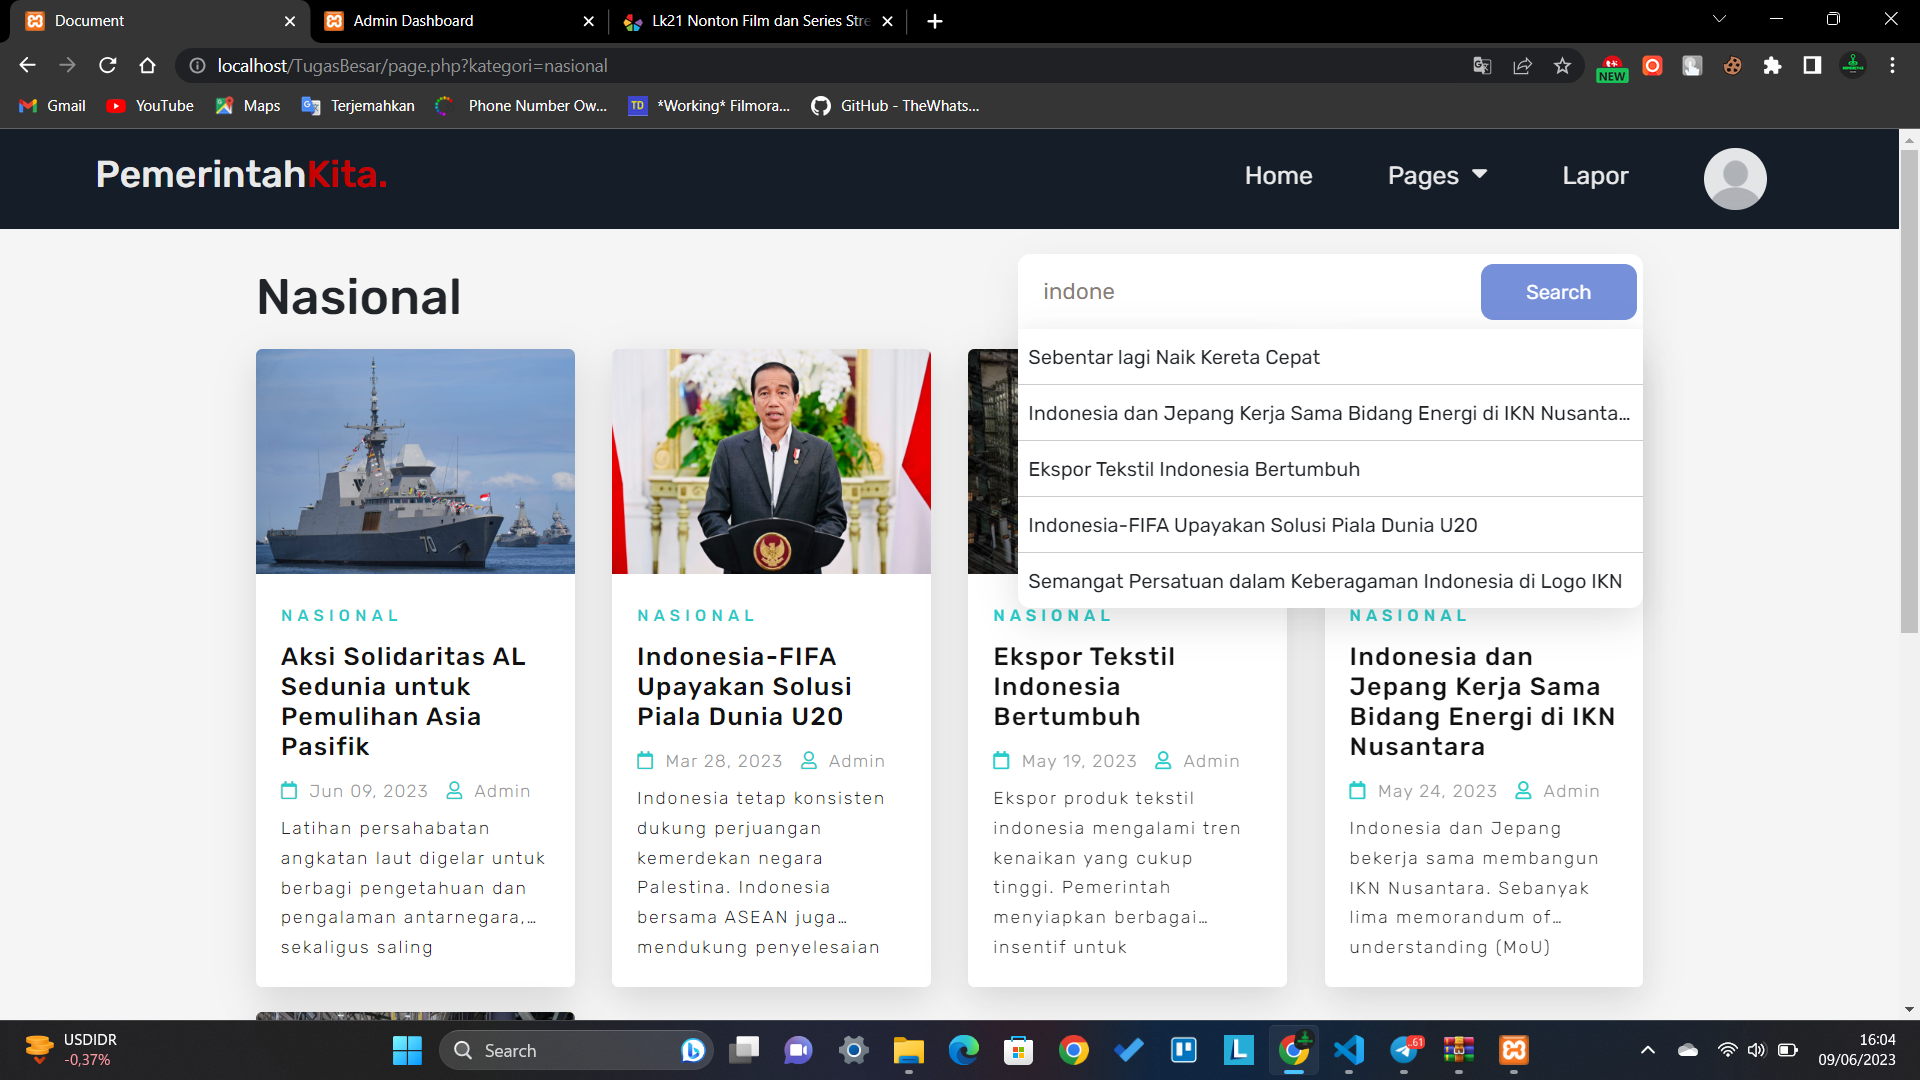 Document
Admin Dashboard
Lk21 Nonton Film dan Series Stre
localhost/TugasBesar/page.php?kategori=nasional
NEW
Gmail
YouTube
Maps
Terjemahkan
Phone Number Ow...
TD
*Working* Filmora...
GitHub - TheWhats...
PemerintahKita.
Home
Pages
Lapor
Nasional
indone
Search
Sebentar lagi Naik Kereta Cepat
Indonesia dan Jepang Kerja Sama Bidang Energi di IKN Nusanta...
Ekspor Tekstil Indonesia Bertumbuh
Indonesia-FIFA Upayakan Solusi Piala Dunia U20
Semangat Persatuan dalam Keberagaman Indonesia di Logo IKN
70
NASIONAL
Aksi Solidaritas AL
Sedunia untuk
Pemulihan Asia
Pasifik
Jun 09, 2023 Admin
Latihan persahabatan
angkatan laut digelar untuk
berbagi pengetahuan dan
pengalaman antarnegara,...
sekaligus saling
NASIONAL
Indonesia-FIFA
Upayakan Solusi
Piala Dunia U20
Mar 28, 2023 Admin
Indonesia tetap konsisten
dukung perjuangan
kemerdekan negara
Palestina. Indonesia
bersama ASEAN juga...
mendukung penyelesaian
NASIONAL
Ekspor Tekstil
Indonesia
Bertumbuh
May 19, 2023 Admin
Ekspor produk tekstil
indonesia mengalami tren
kenaikan yang cukup
tinggi. Pemerintah
menyiapkan berbagai...
insentif untuk
NASIONAL
Indonesia dan
Jepang Kerja Sama
Bidang Energi di IKN
Nusantara
May 24, 2023 Admin
Indonesia dan Jepang
bekerja sama membangun
IKN Nusantara. Sebanyak
lima memorandum of...
understanding (MoU)
USDIDR
-0,37%
Search
L
.61
16:04
09/06/2023